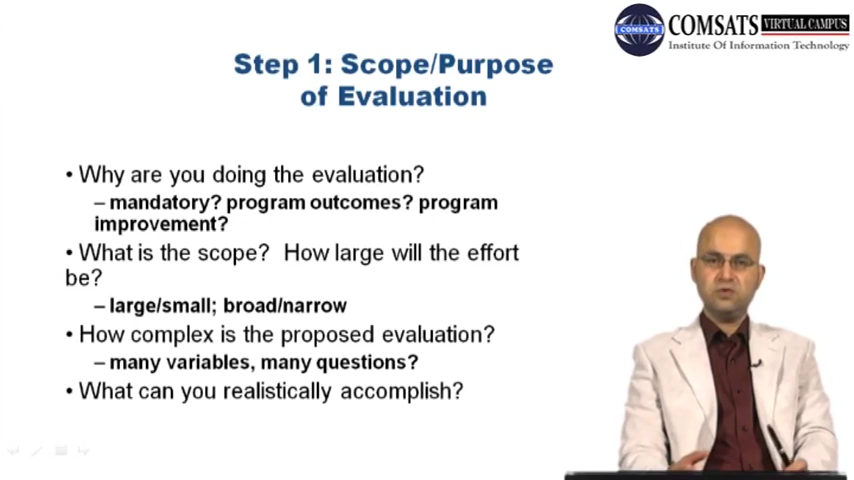 COMSATS
COMSATS VIRTUAL CAMPUS
Institute Of Information Technology
Step 1: Scope/Purpose
of Evaluation
• Why are you doing the evaluation?
– mandatory? program outcomes? program
improvement?
• What is the scope? How large will the effort
be?
– large/small; broad/narrow
• How complex is the proposed evaluation?
– many variables, many questions?
• What can you realistically accomplish?